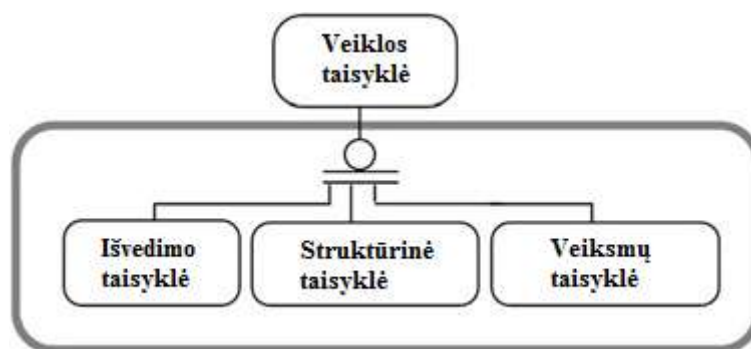 Veiklos
taisyklė
Išvedimo
taisyklė
Struktūrinė
taisyklė
Veiksmų
taisyklė